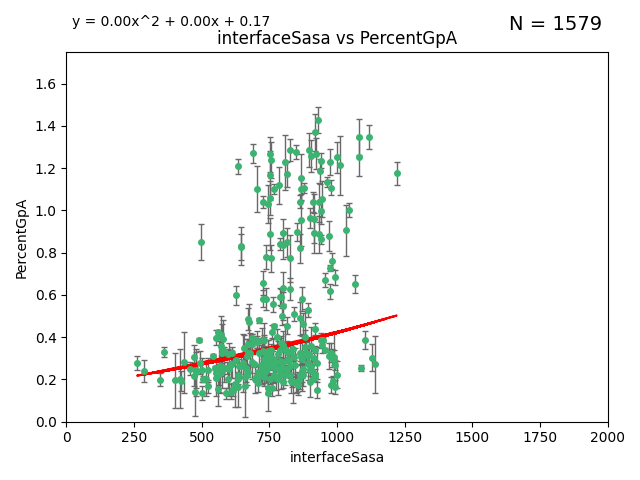 y = 0.00x^2 + 0.00x + 0.17
N = 1579
interfaceSasa vs PercentGpA
PercentGpA
1.6
1.4
1.2
1.0
0.8
0.6
0.4
0.2
0.0
0 250 500 750 1000 1250 1500 1750 2000
interfaceSasa